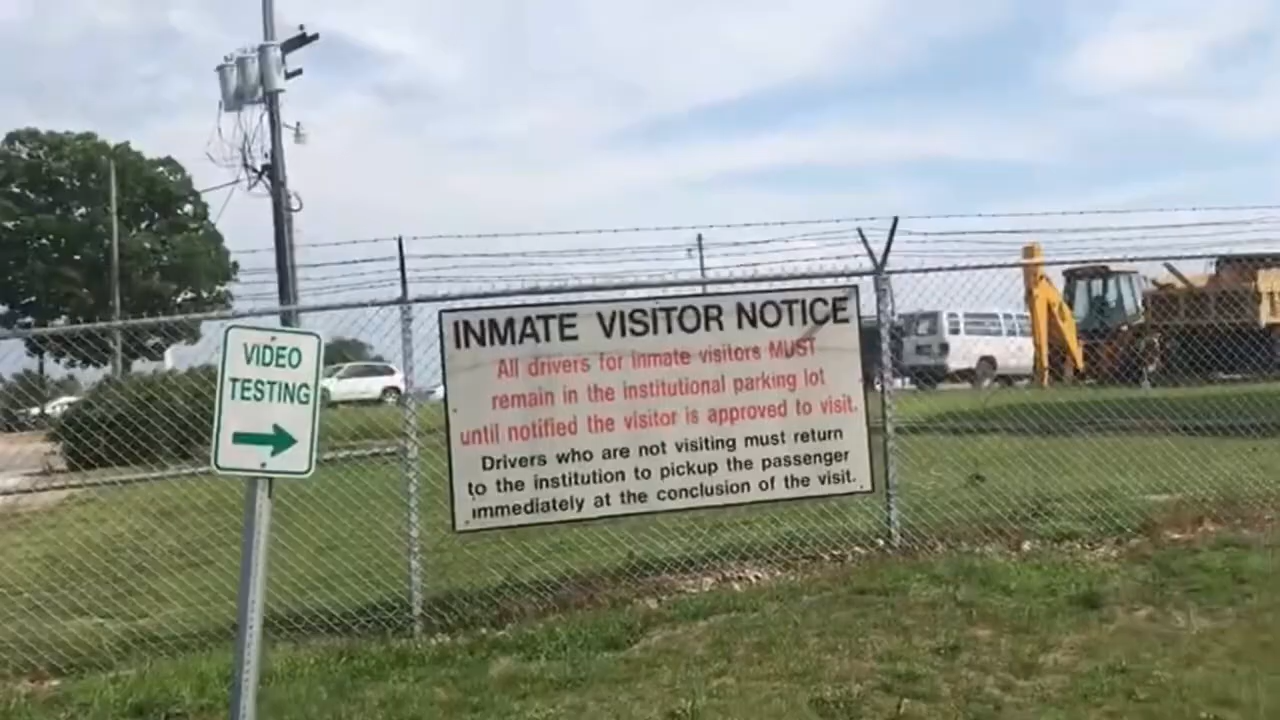 VIDEO
TESTING
INMATE VISITOR NOTICE
All drivers for inmate visitors MUST
remain in the institutional parking lot
until notified the visitor is approved to visit.
Drivers who are not visiting must return
to the institution to pickup the passenger
immediately at the conclusion of the visit.